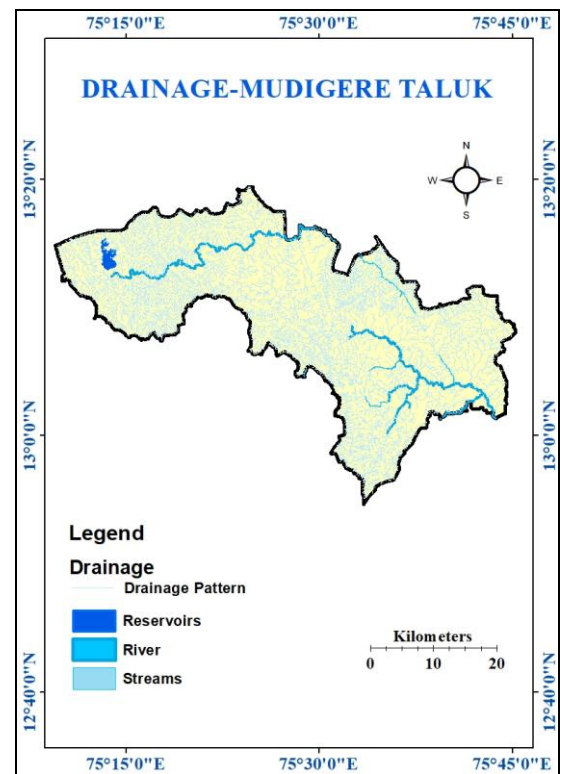 75°15'0"E 75°30'0"E 75°45'0"E
DRAINAGE-MUDIGERE TALUK
N
W E
S
13°20'0"N 13°20'0"N
13°0'0"N 13°0'0"N
Legend
Drainage
Drainage Pattern
Reservoirs
River
Streams
Kilometers
0 10 20
12°40'0"N 12°40'0"N
75°15'0"E 75°30'0"E 75°45'0"E